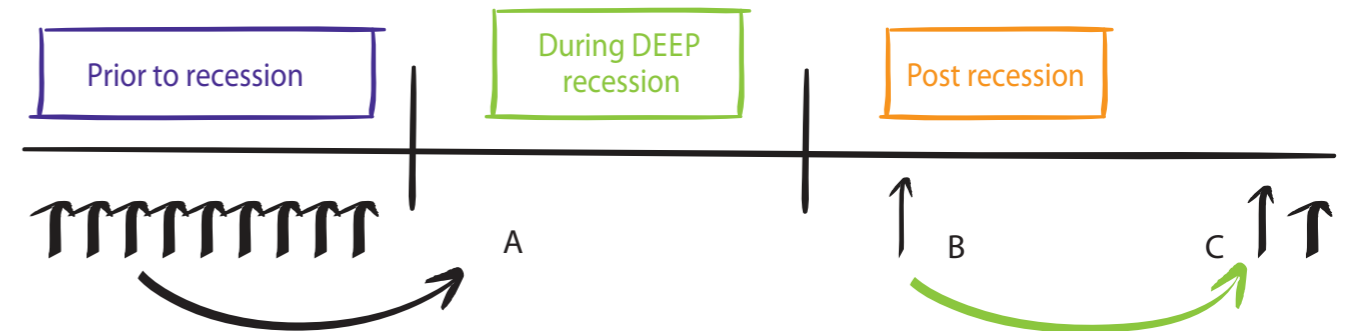 Prior to recession
During DEEP
recession
Post recession
A
B
C